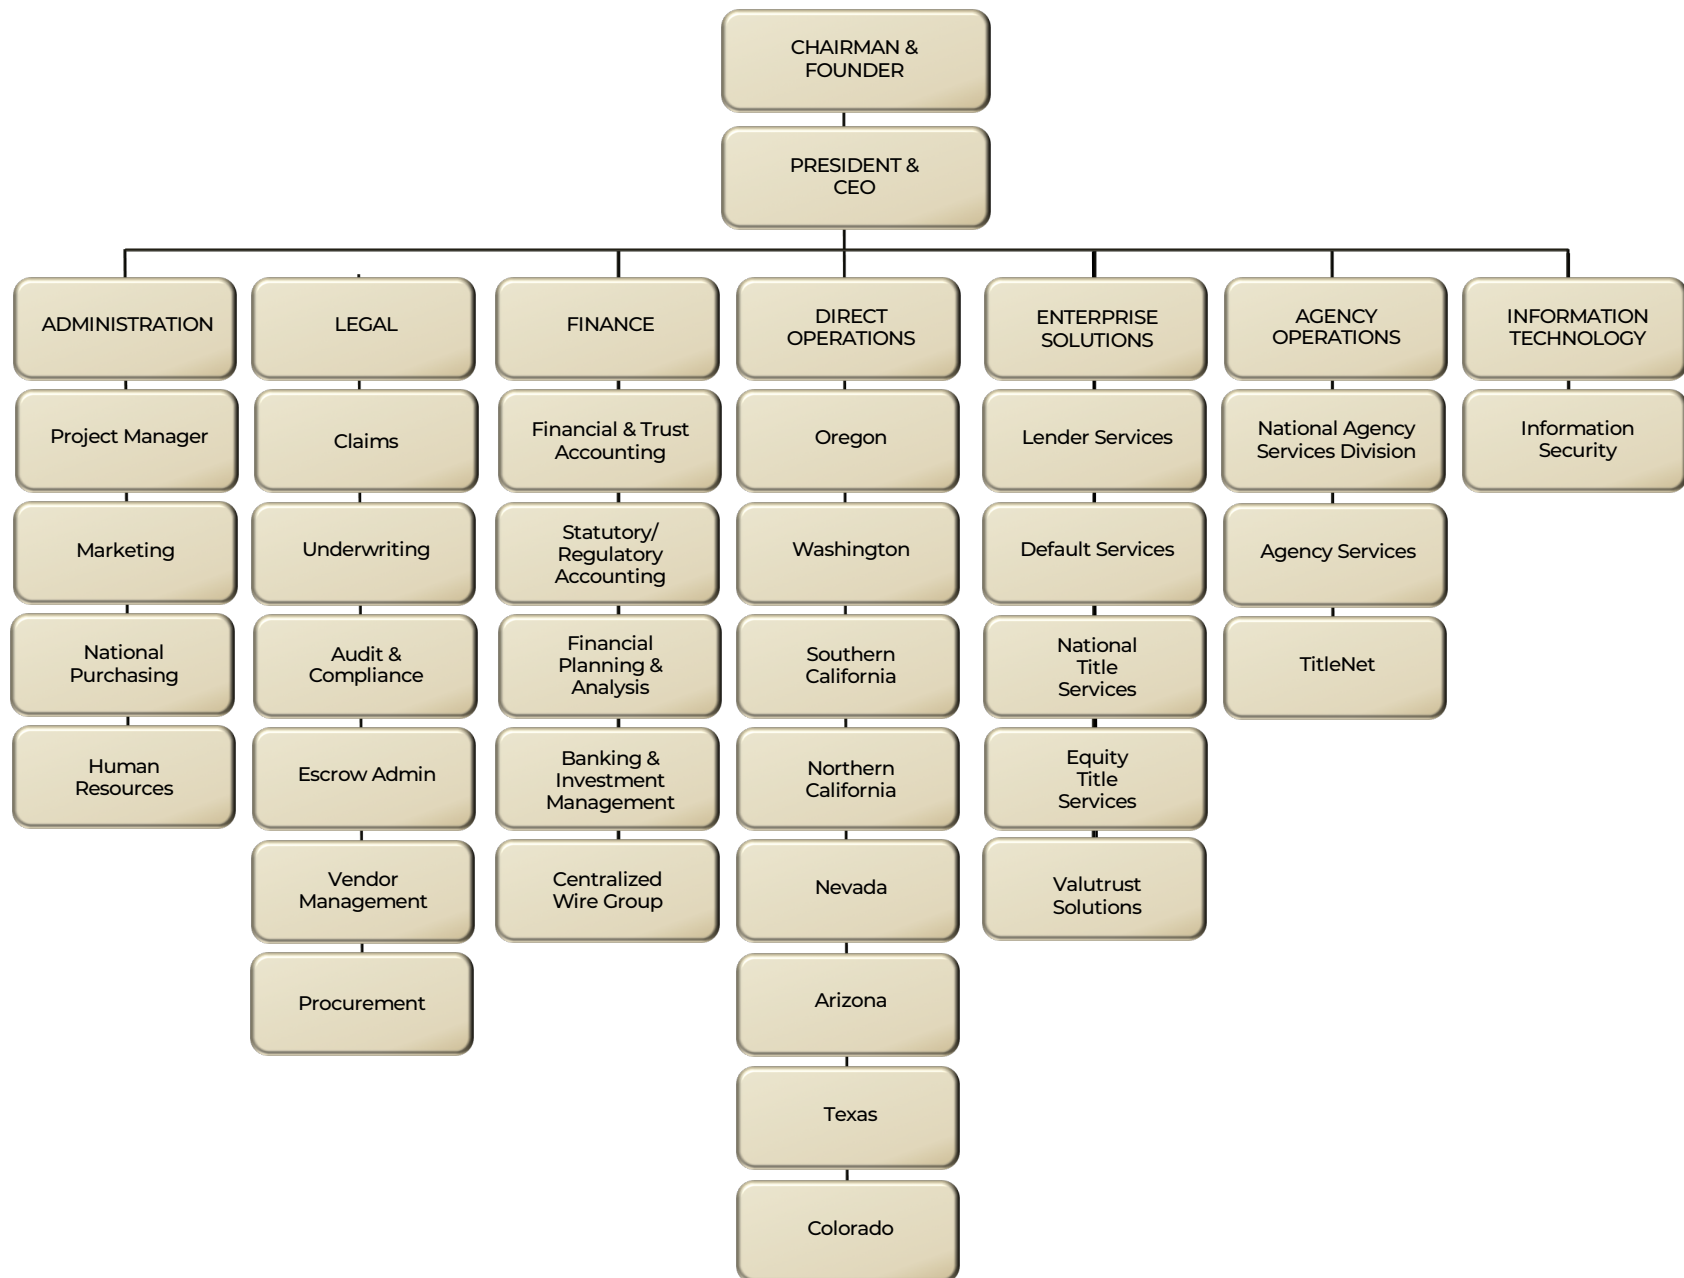 CHAIRMAN &
FOUNDER
PRESIDENT &
CEO
ADMINISTRATION
Project Manager
Marketing
National
Purchasing
Human
Resources
LEGAL
Claims
Underwriting
Audit &
Compliance
Escrow Admin
Vendor
Management
Procurement
FINANCE
Financial & Trust
Accounting
Statutory/
Regulatory
Accounting
Financial
Planning &
Analysis
Banking &
Investment
Management
Centralized
Wire Group
DIRECT
OPERATIONS
Oregon
Washington
Southern
California
Northern
California
Nevada
Arizona
Texas
Colorado
ENTERPRISE
SOLUTIONS
Lender Services
Default Services
National
Title
Services
Equity
Title
Services
Valutrust
Solutions
AGENCY
OPERATIONS
National Agency
Services Division
Agency Services
TitleNet
INFORMATION
TECHNOLOGY
Information
Security